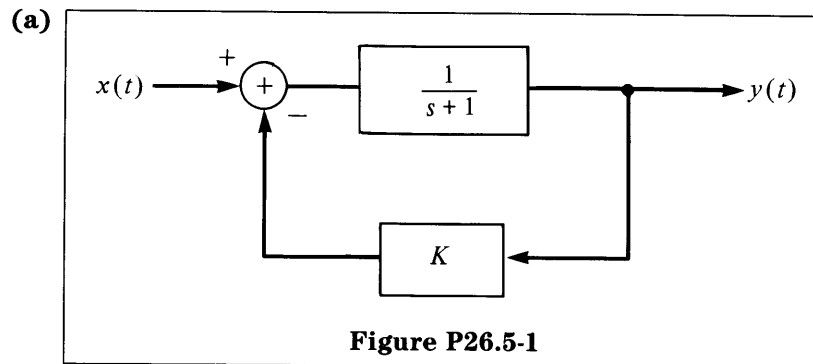 (a)
+
x(t) + 1 y(t)
s + 1
−
K
Figure P26.5-1